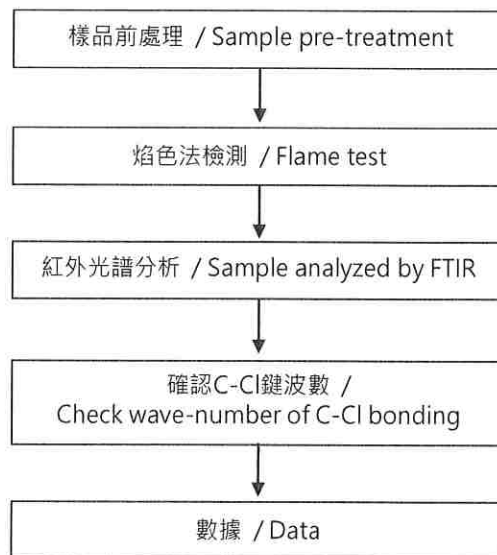 樣品前處理 / Sample pre-treatment
焰色法檢測 / Flame test
紅外光譜分析 / Sample analyzed by FTIR
確認C-Cl鍵波數 /
Check wave-number of C-Cl bonding
數據 / Data